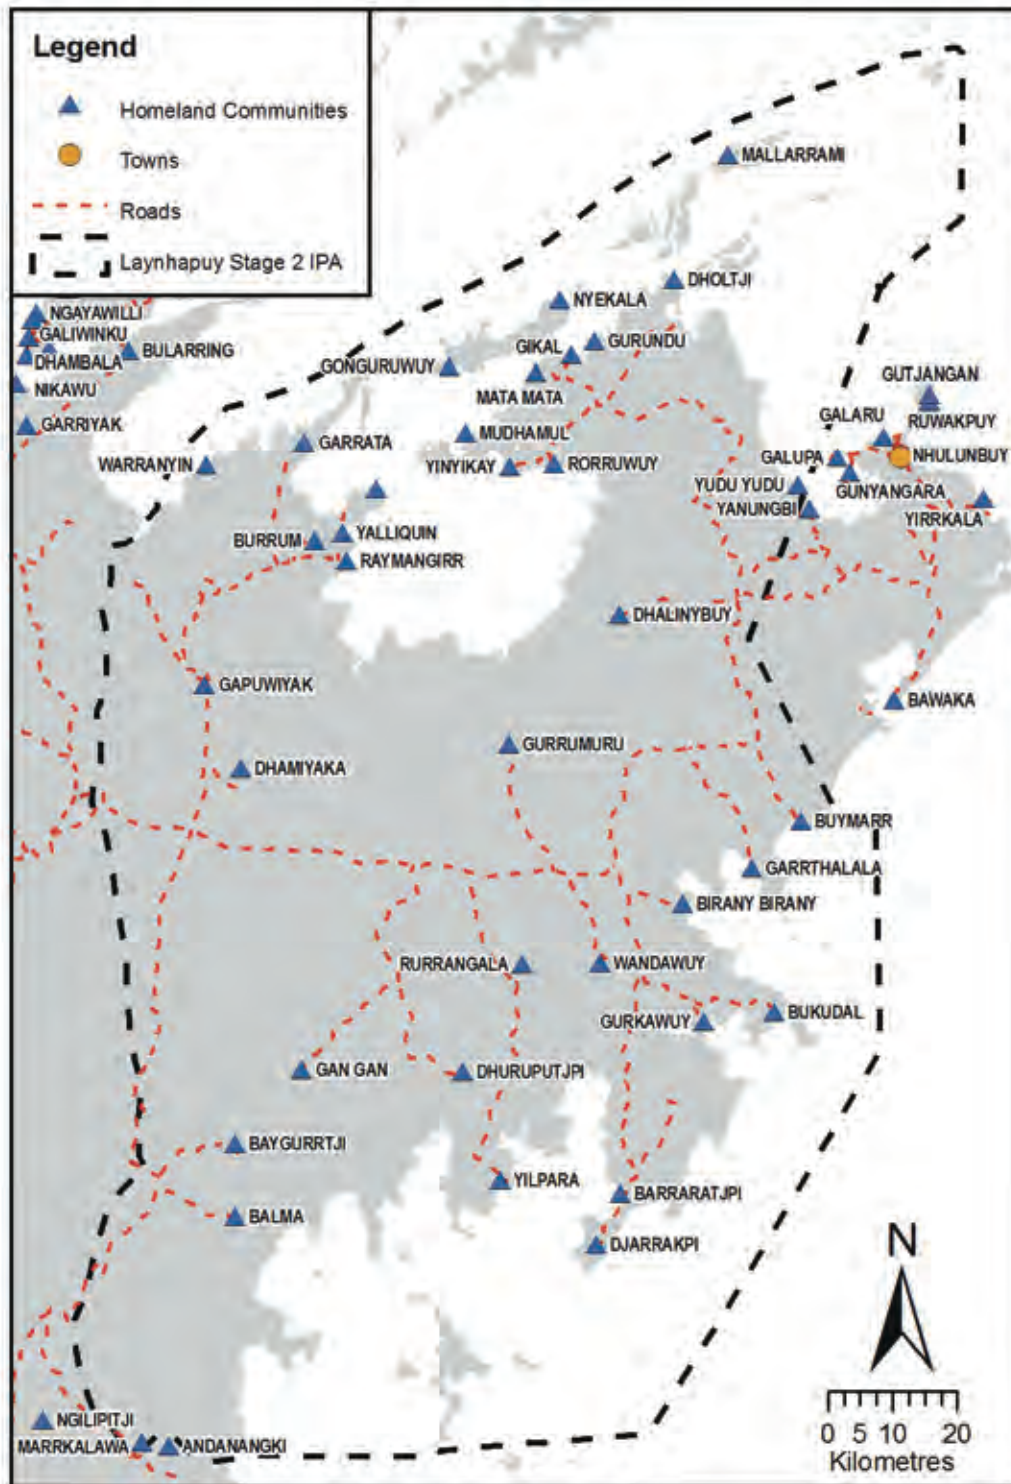 Legend
Homeland Communities
Towns
Roads
Laynhapuy Stage 2 IPA
MALLARRAMI
DHOLTJI
NYEKALA
NGAYAWILLI
GALIWINKU
GURUNDU
BULARRING
GIKAL
DHAMBALA
GONGURUWUY
GUTJANGAN
NIKAWU
MATA MATA
RUWAKPUY
GALARU
GARRIYAK
MUDHAMUL
GARRATA
NHULUNBUY
GALUPA
WARRANYIN
YINYIKAY
RORRUWUY
YUDU YUDU
GUNYANGARA
YANUNGBI
YIRRKALA
YALLIQUIN
BURRUM
RAYMANGIRR
DHALINYBUY
GAPUWIYAK
BAWAKA
GURRUMURU
DHAMIYAKA
BUYMARR
GARRTHALALA
BIRANY BIRANY
RURRANGALA
WANDAWUY
BUKUDAL
GURKAWUY
GAN GAN
DHURUPUTJPI
BAYGURRTJI
YILPARA
BARRARATJPI
BALMA
DJARRAKPI
N
NGILIPITJI
MARRKALAWA
ANDANANGKI
0 5 10 20
Kilometres